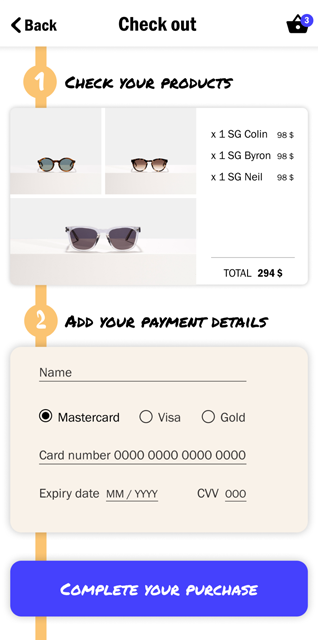 Back
Check out
3
1
Check your products
x 1 SG Colin 98 $
x 1 SG Byron 98 $
x 1 SG Neil 98 $
TOTAL 294 $
2
Add your payment details
Name
Mastercard Visa Gold
Card number 0000 0000 0000 0000
Expiry date MM / YYYY CVV 000
Complete your purchase